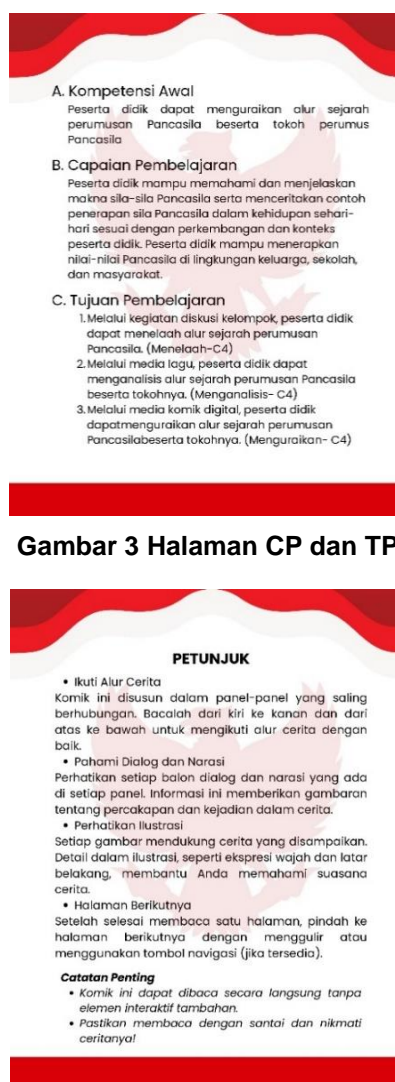 A. Kompetensi Awal
Peserta didik dapat menguraikan alur sejarah
perumusan Pancasila beserta tokoh perumus
Pancasila
B. Capaian Pembelajaran
Peserta didik mampu memahami dan menjelaskan
makna sila-sila Pancasila serta menceritakan contoh
penerapan sila Pancasila dalam kehidupan sehari-
hari sesuai dengan perkembangan dan konteks
peserta didik. Peserta didik mampu menerapkan
nilai-nilai Pancasila di lingkungan keluarga, sekolah,
dan masyarakat.
C. Tujuan Pembelajaran
1. Melalui kegiatan diskusi kelompok, peserta didik
dapat menelaah alur sejarah perumusan
Pancasila. (Menelaah-C4)
2. Melalui media lagu, peserta didik dapat
menganalisis alur sejarah perumusan Pancasila
beserta tokohnya. (Menganalisis- C4)
3. Melalui media komik digital, peserta didik
dapatmenguraikan alur sejarah perumusan
Pancasilabeserta tokohnya. (Menguraikan- C4)
Gambar 3 Halaman CP dan TP
PETUNJUK
• Ikuti Alur Cerita
Komik ini disusun dalam panel-panel yang saling
berhubungan. Bacalah dari kiri ke kanan dan dari
atas ke bawah untuk mengikuti alur cerita dengan
baik.
• Pahami Dialog dan Narasi
Perhatikan setiap balon dialog dan narasi yang ada
di setiap panel. Informasi ini memberikan gambaran
tentang percakapan dan kejadian dalam cerita.
• Perhatikan Ilustrasi
Setiap gambar mendukung cerita yang disampaikan.
Detail dalam ilustrasi, seperti ekspresi wajah dan latar
belakang, membantu Anda memahami suasana
cerita.
• Halaman Berikutnya
Setelah selesai membaca satu halaman, pindah ke
halaman berikutnya dengan menggulir atau
menggunakan tombol navigasi (jika tersedia).
Catatan Penting
• Komik ini dapat dibaca secara langsung tanpa
elemen interaktif tambahan.
• Pastikan membaca dengan santai dan nikmati
ceritanya!